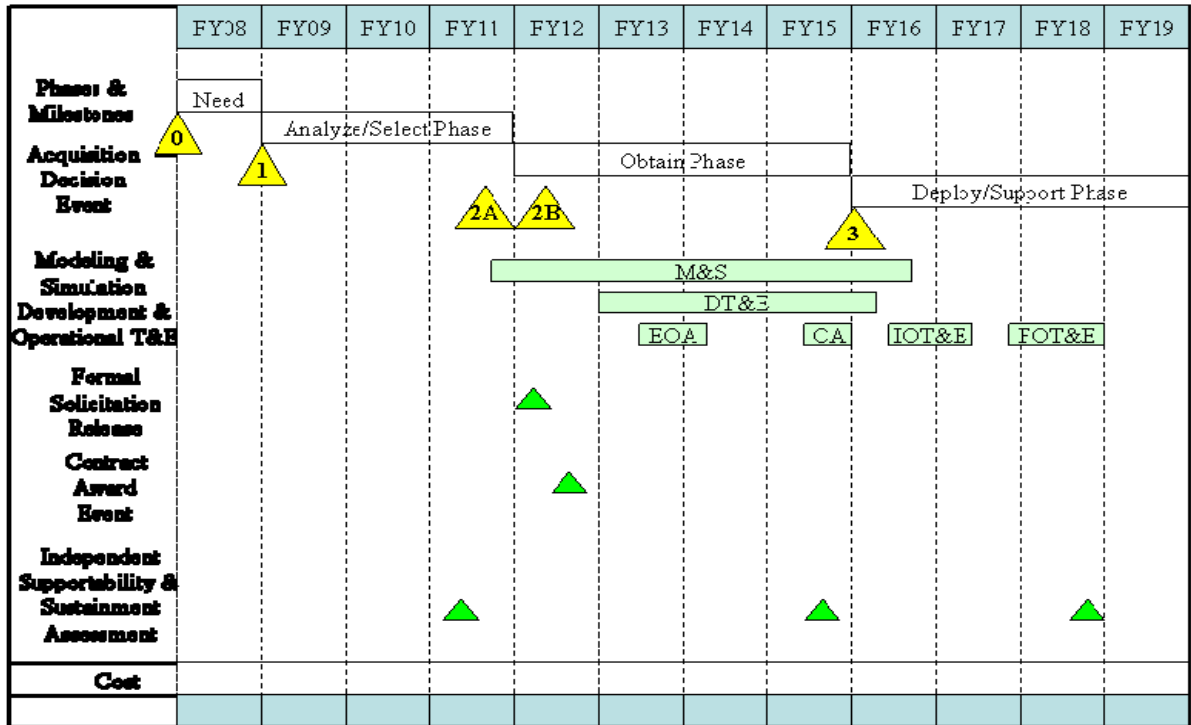 FY08 FY09 FY10 FY11 FY12 FY13 FY14 FY15 FY16 FY17 FY18 FY19
Phases &
Milestones
Need
Analyze/Select Phase
Obtain Phase
Deploy/Support Phase
Acquisition
Decision
Event
0
1
2A
2B
3
Modeling &
Simulation
M&S
Development &
Operational T&E
DT&E
EOA CA IOT&E FOT&E
Formal
Solicitation
Release
Contract
Award
Event
Independent
Supportability &
Sustainment
Assessment
Cost